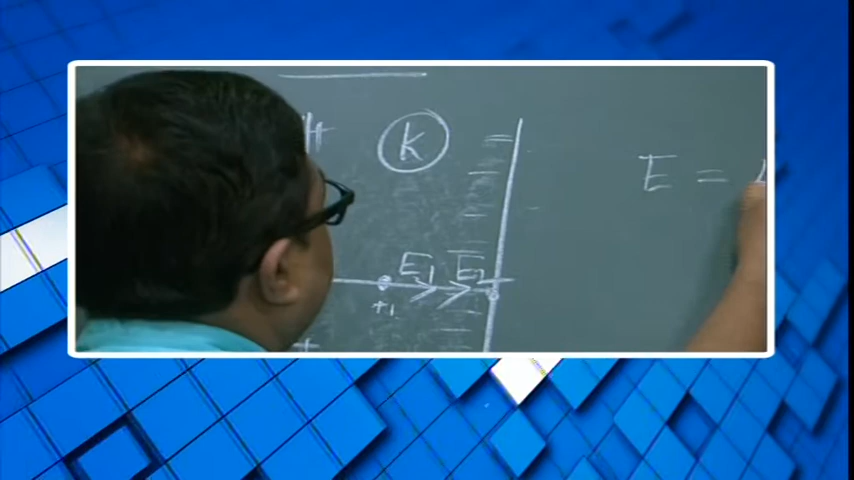 K
E =
E₁ E₂
+1